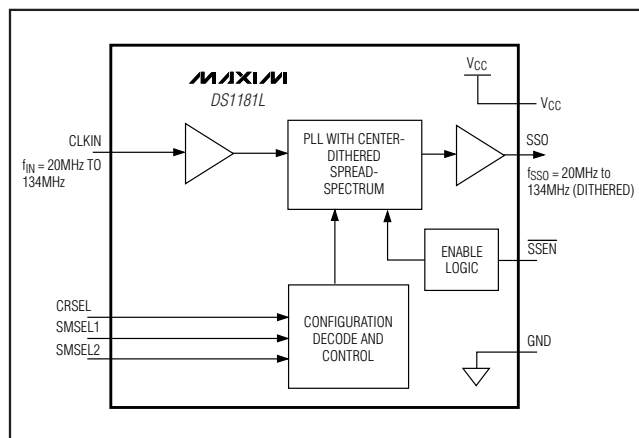 MAXIM
DS1181L
VCC
VCC
CLKIN
fIN = 20MHz TO
134MHz
PLL WITH CENTER-
DITHERED
SPREAD-
SPECTRUM
SSO
fSSO = 20MHz to
134MHz (DITHERED)
ENABLE
LOGIC
SSEN
CRSEL
SMSEL1
SMSEL2
CONFIGURATION
DECODE AND
CONTROL
GND